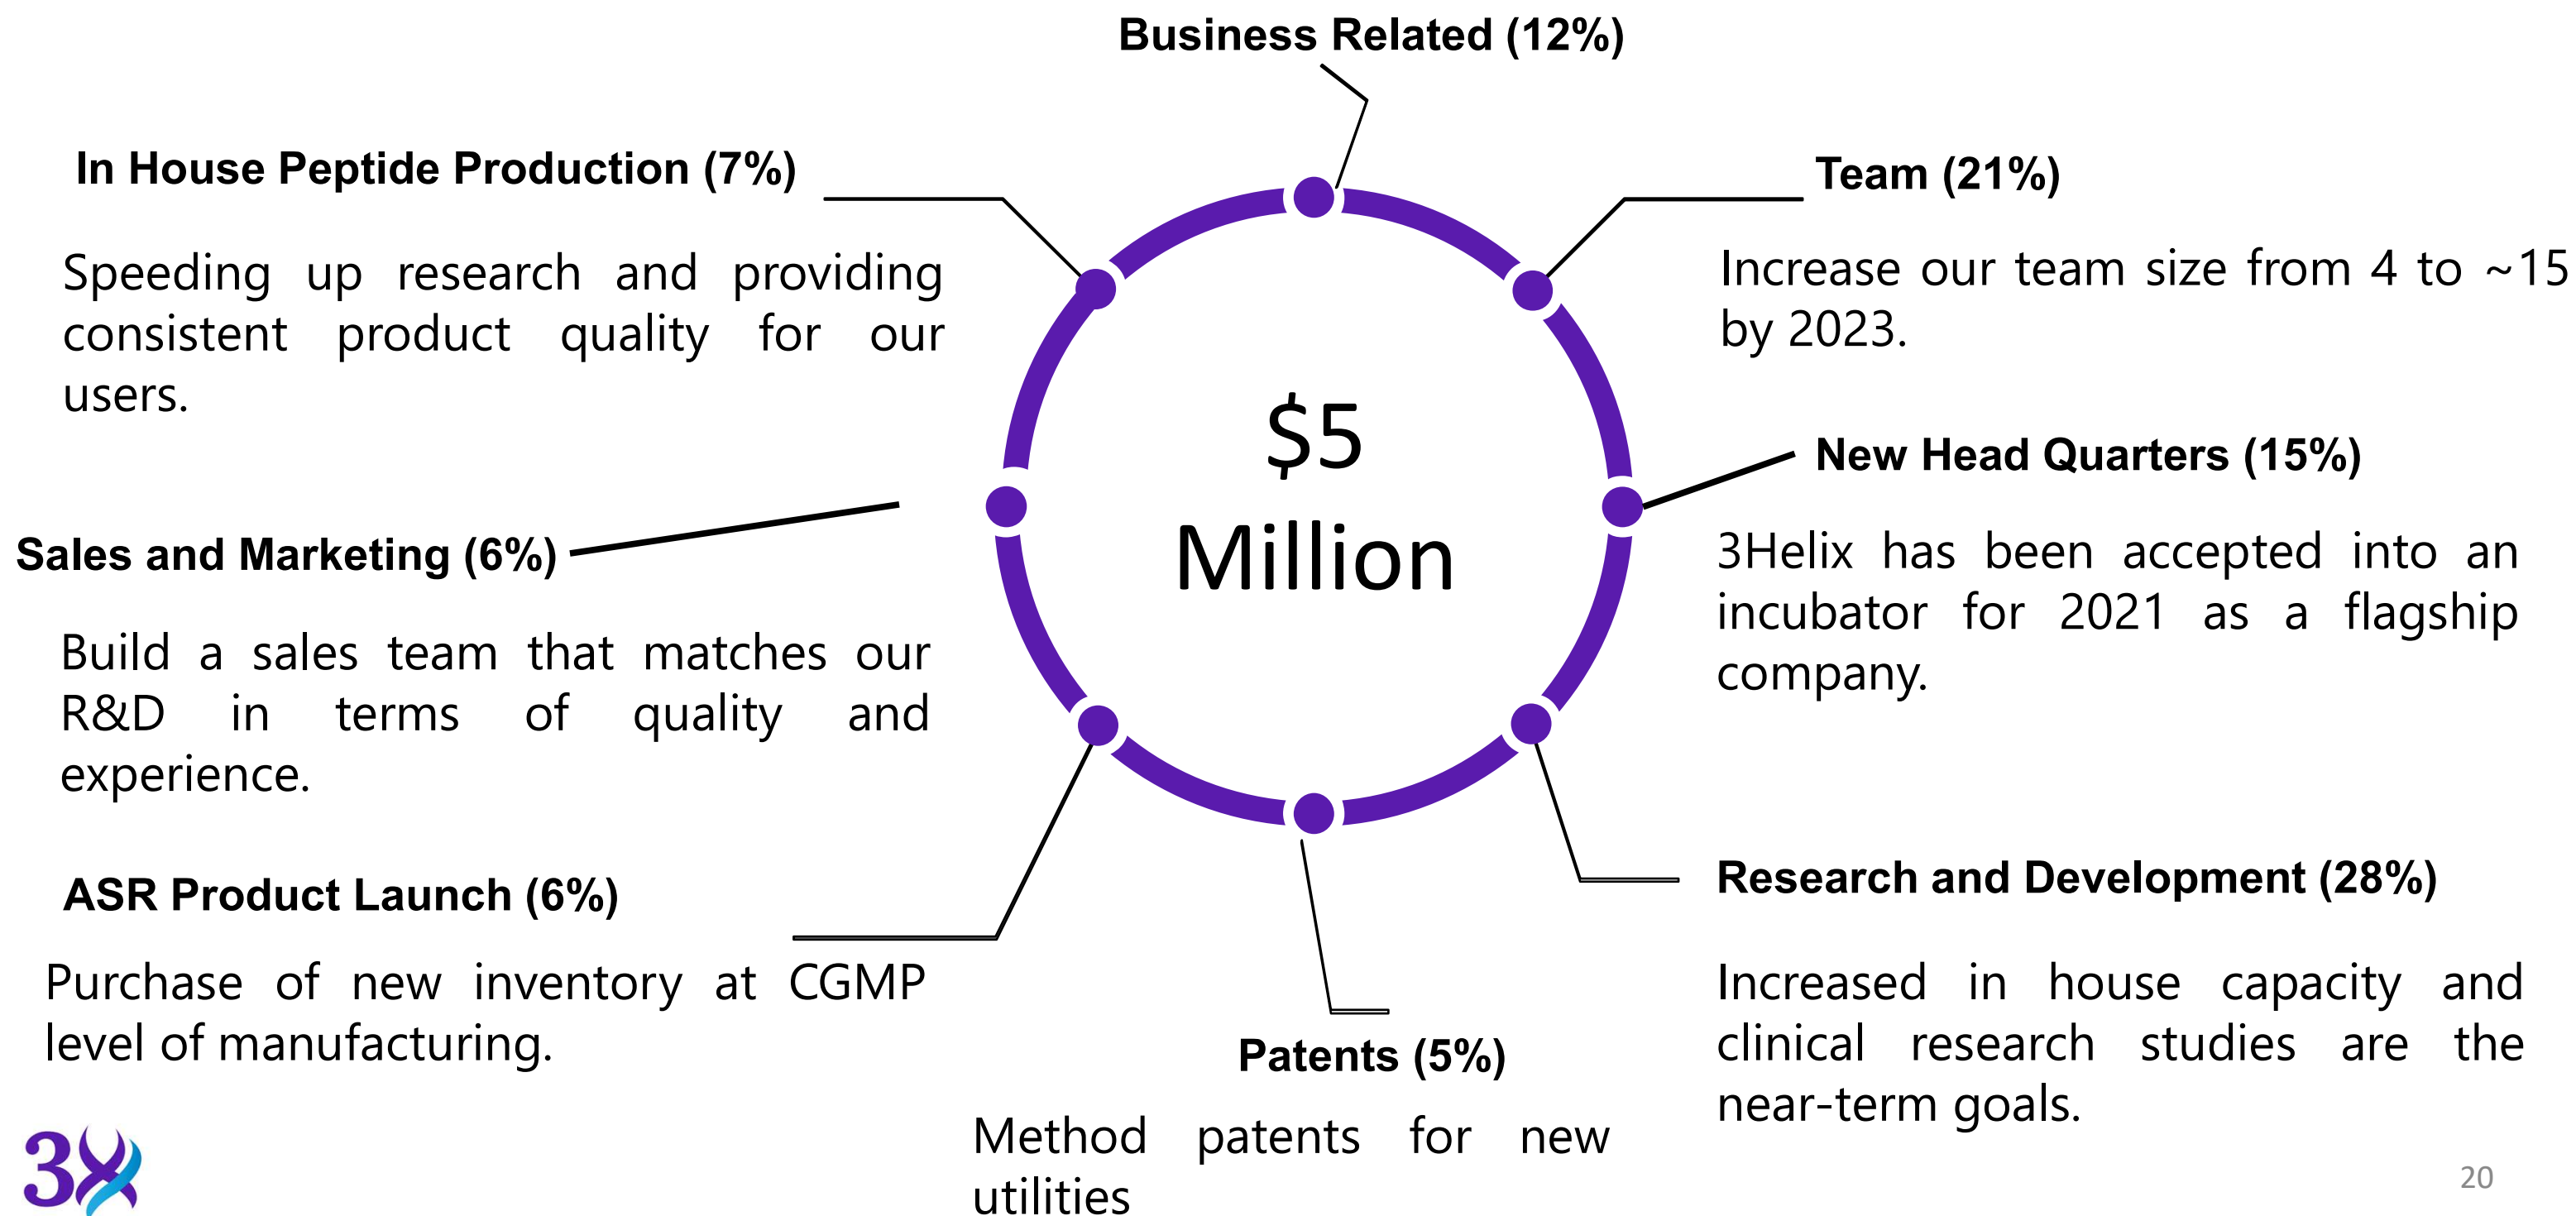 Business Related (12%)
In House Peptide Production (7%)
Speeding up research and providing
consistent product quality for our
users.
Team (21%)
Increase our team size from 4 to ~15
by 2023.
$5
Million
New Head Quarters (15%)
3Helix has been accepted into an
incubator for 2021 as a flagship
company.
Sales and Marketing (6%)
Build a sales team that matches our
R&D in terms of quality and
experience.
Research and Development (28%)
Increased in house capacity and
clinical research studies are the
near-term goals.
ASR Product Launch (6%)
Purchase of new inventory at CGMP
level of manufacturing.
Patents (5%)
Method patents for new
utilities
3X
20